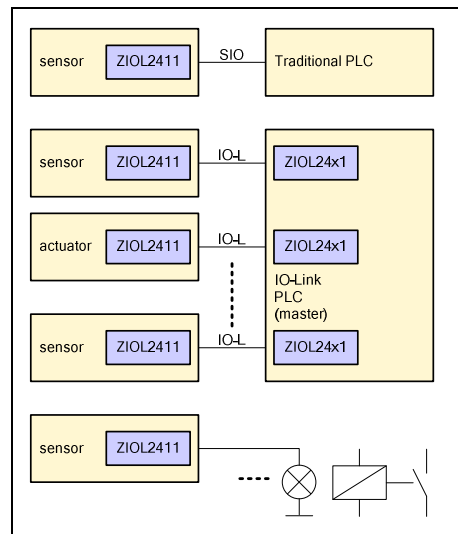 sensor ZIOL2411 SIO Traditional PLC
sensor ZIOL2411 IO-L ZIOL24x1
actuator ZIOL2411 IO-L ZIOL24x1
IO-Link
PLC
(master)
sensor ZIOL2411 IO-L ZIOL24x1
sensor ZIOL2411